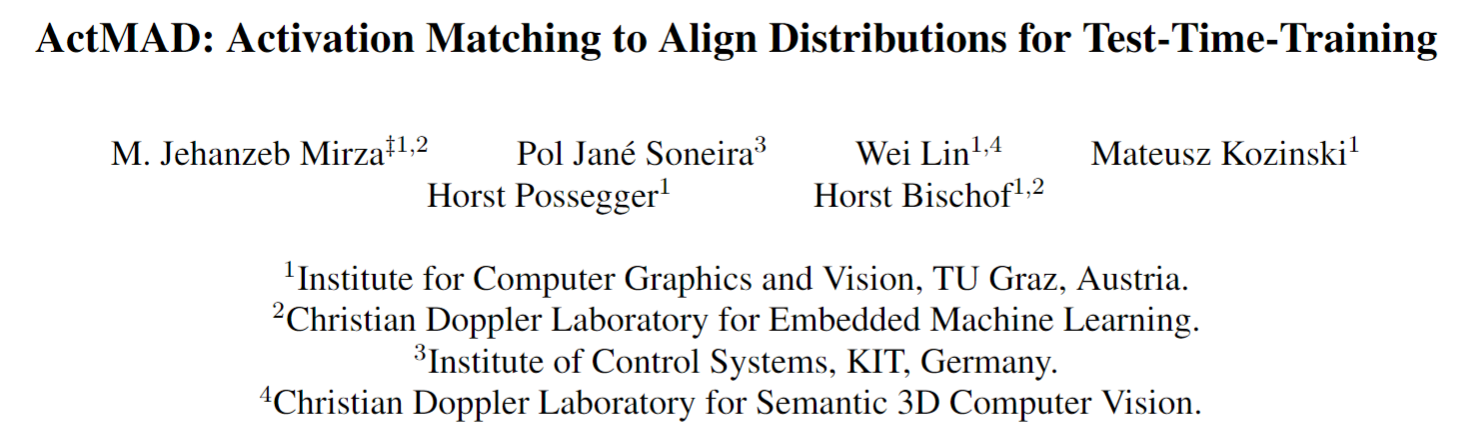 ActMAD: Activation Matching to Align Distributions for Test-Time-Training
M. Jehanzeb Mirza‡1,2 Pol Jané Soneira3 Wei Lin1,4 Mateusz Kozinski1
Horst Possegger1 Horst Bischof1,2
1Institute for Computer Graphics and Vision, TU Graz, Austria.
2Christian Doppler Laboratory for Embedded Machine Learning.
3Institute of Control Systems, KIT, Germany.
4Christian Doppler Laboratory for Semantic 3D Computer Vision.